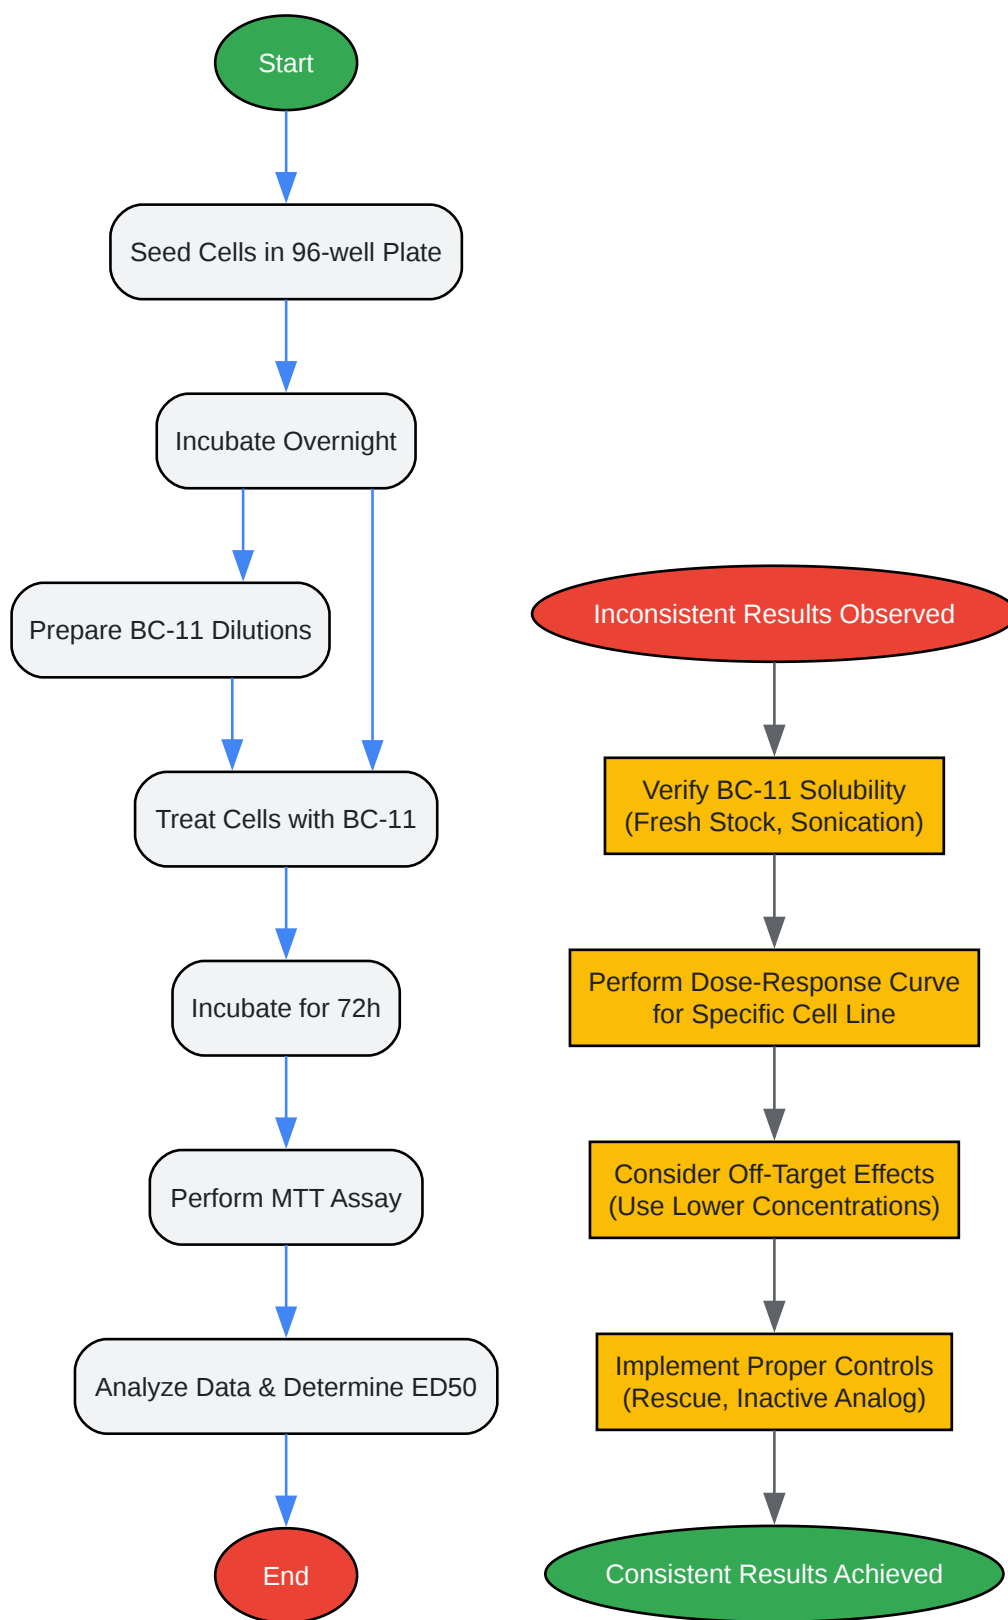 Start
Seed Cells in 96-well Plate
Incubate Overnight
Prepare BC-11 Dilutions
Treat Cells with BC-11
Incubate for 72h
Perform MTT Assay
Analyze Data & Determine ED50
End
Inconsistent Results Observed
Verify BC-11 Solubility
(Fresh Stock, Sonication)
Perform Dose-Response Curve
for Specific Cell Line
Consider Off-Target Effects
(Use Lower Concentrations)
Implement Proper Controls
(Rescue, Inactive Analog)
Consistent Results Achieved